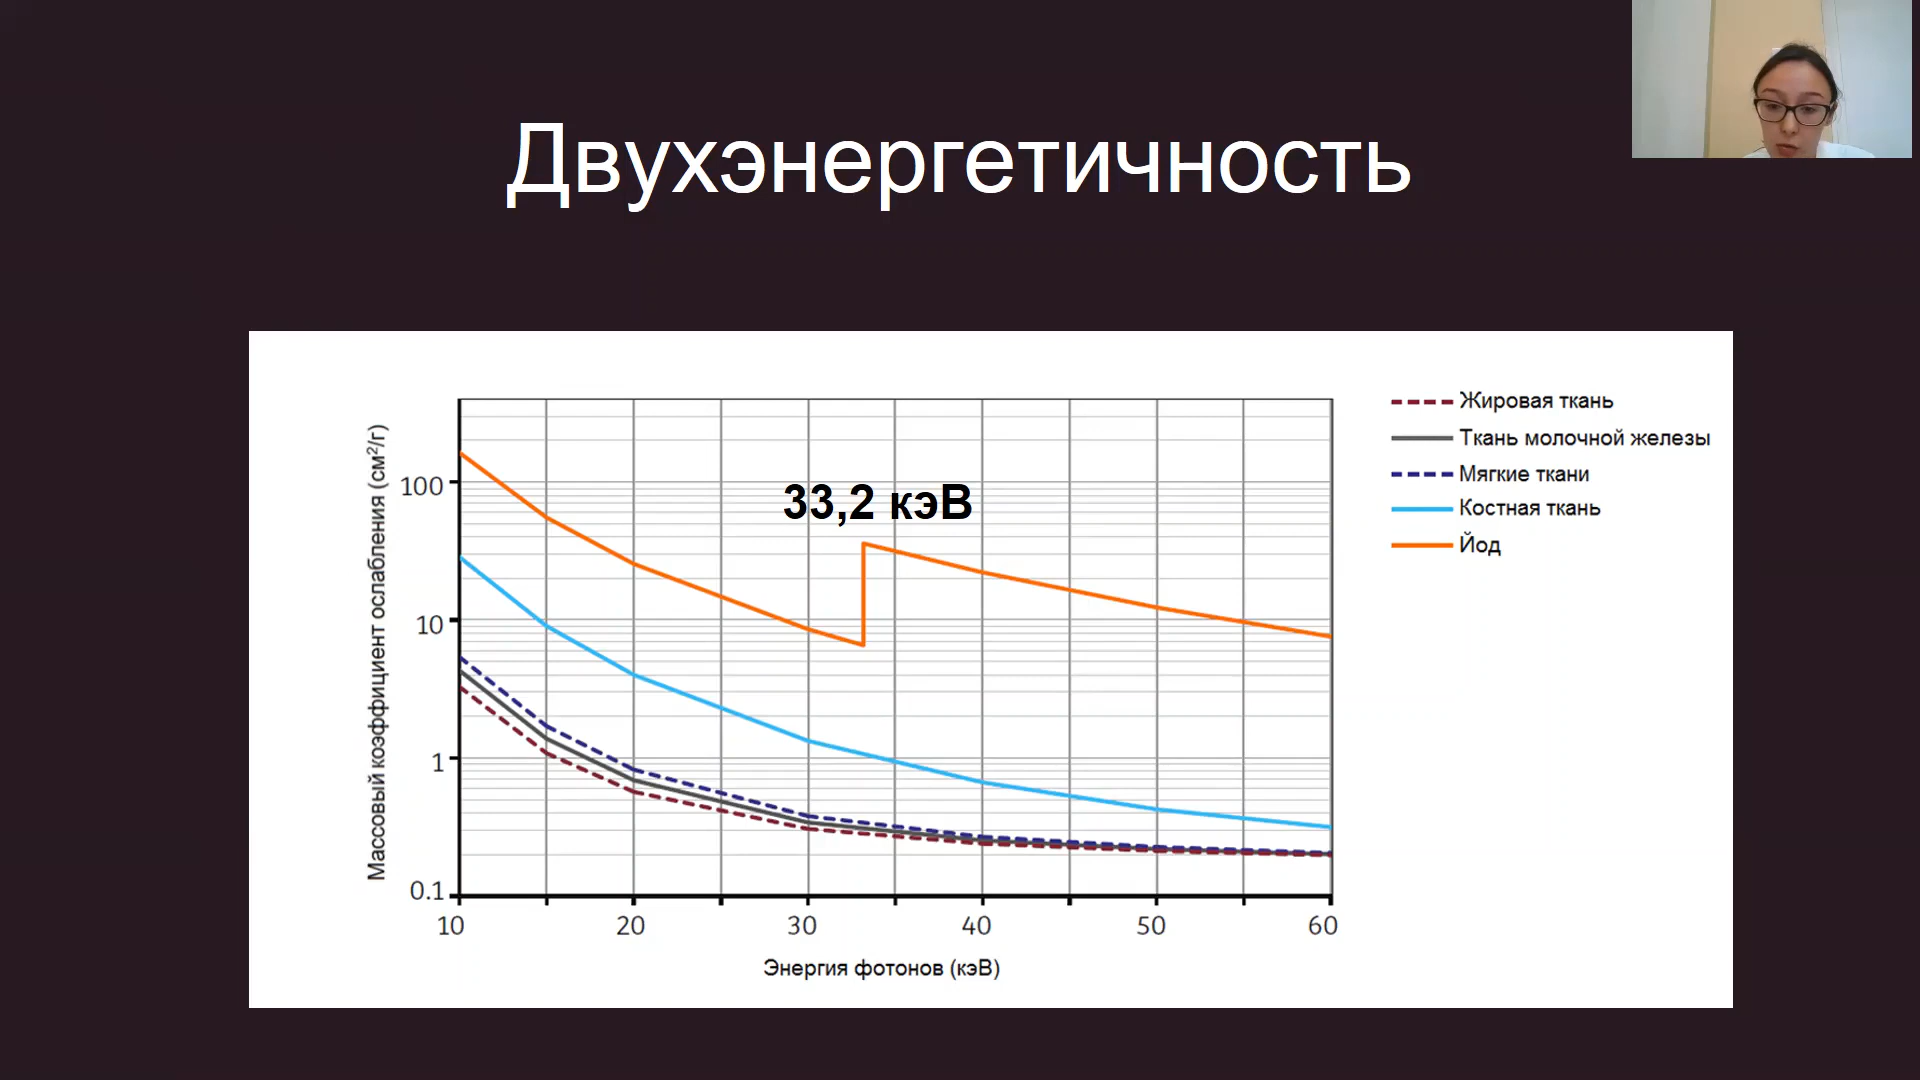 Двухэнергетичность
33,2 кэВ
Массовый коэффициент ослабления (см²/г)
100
10
1
0.1
10 20 30 40 50 60
Энергия фотонов (кэВ)
Жировая ткань
Ткань молочной железы
Мягкие ткани
Костная ткань
Йод